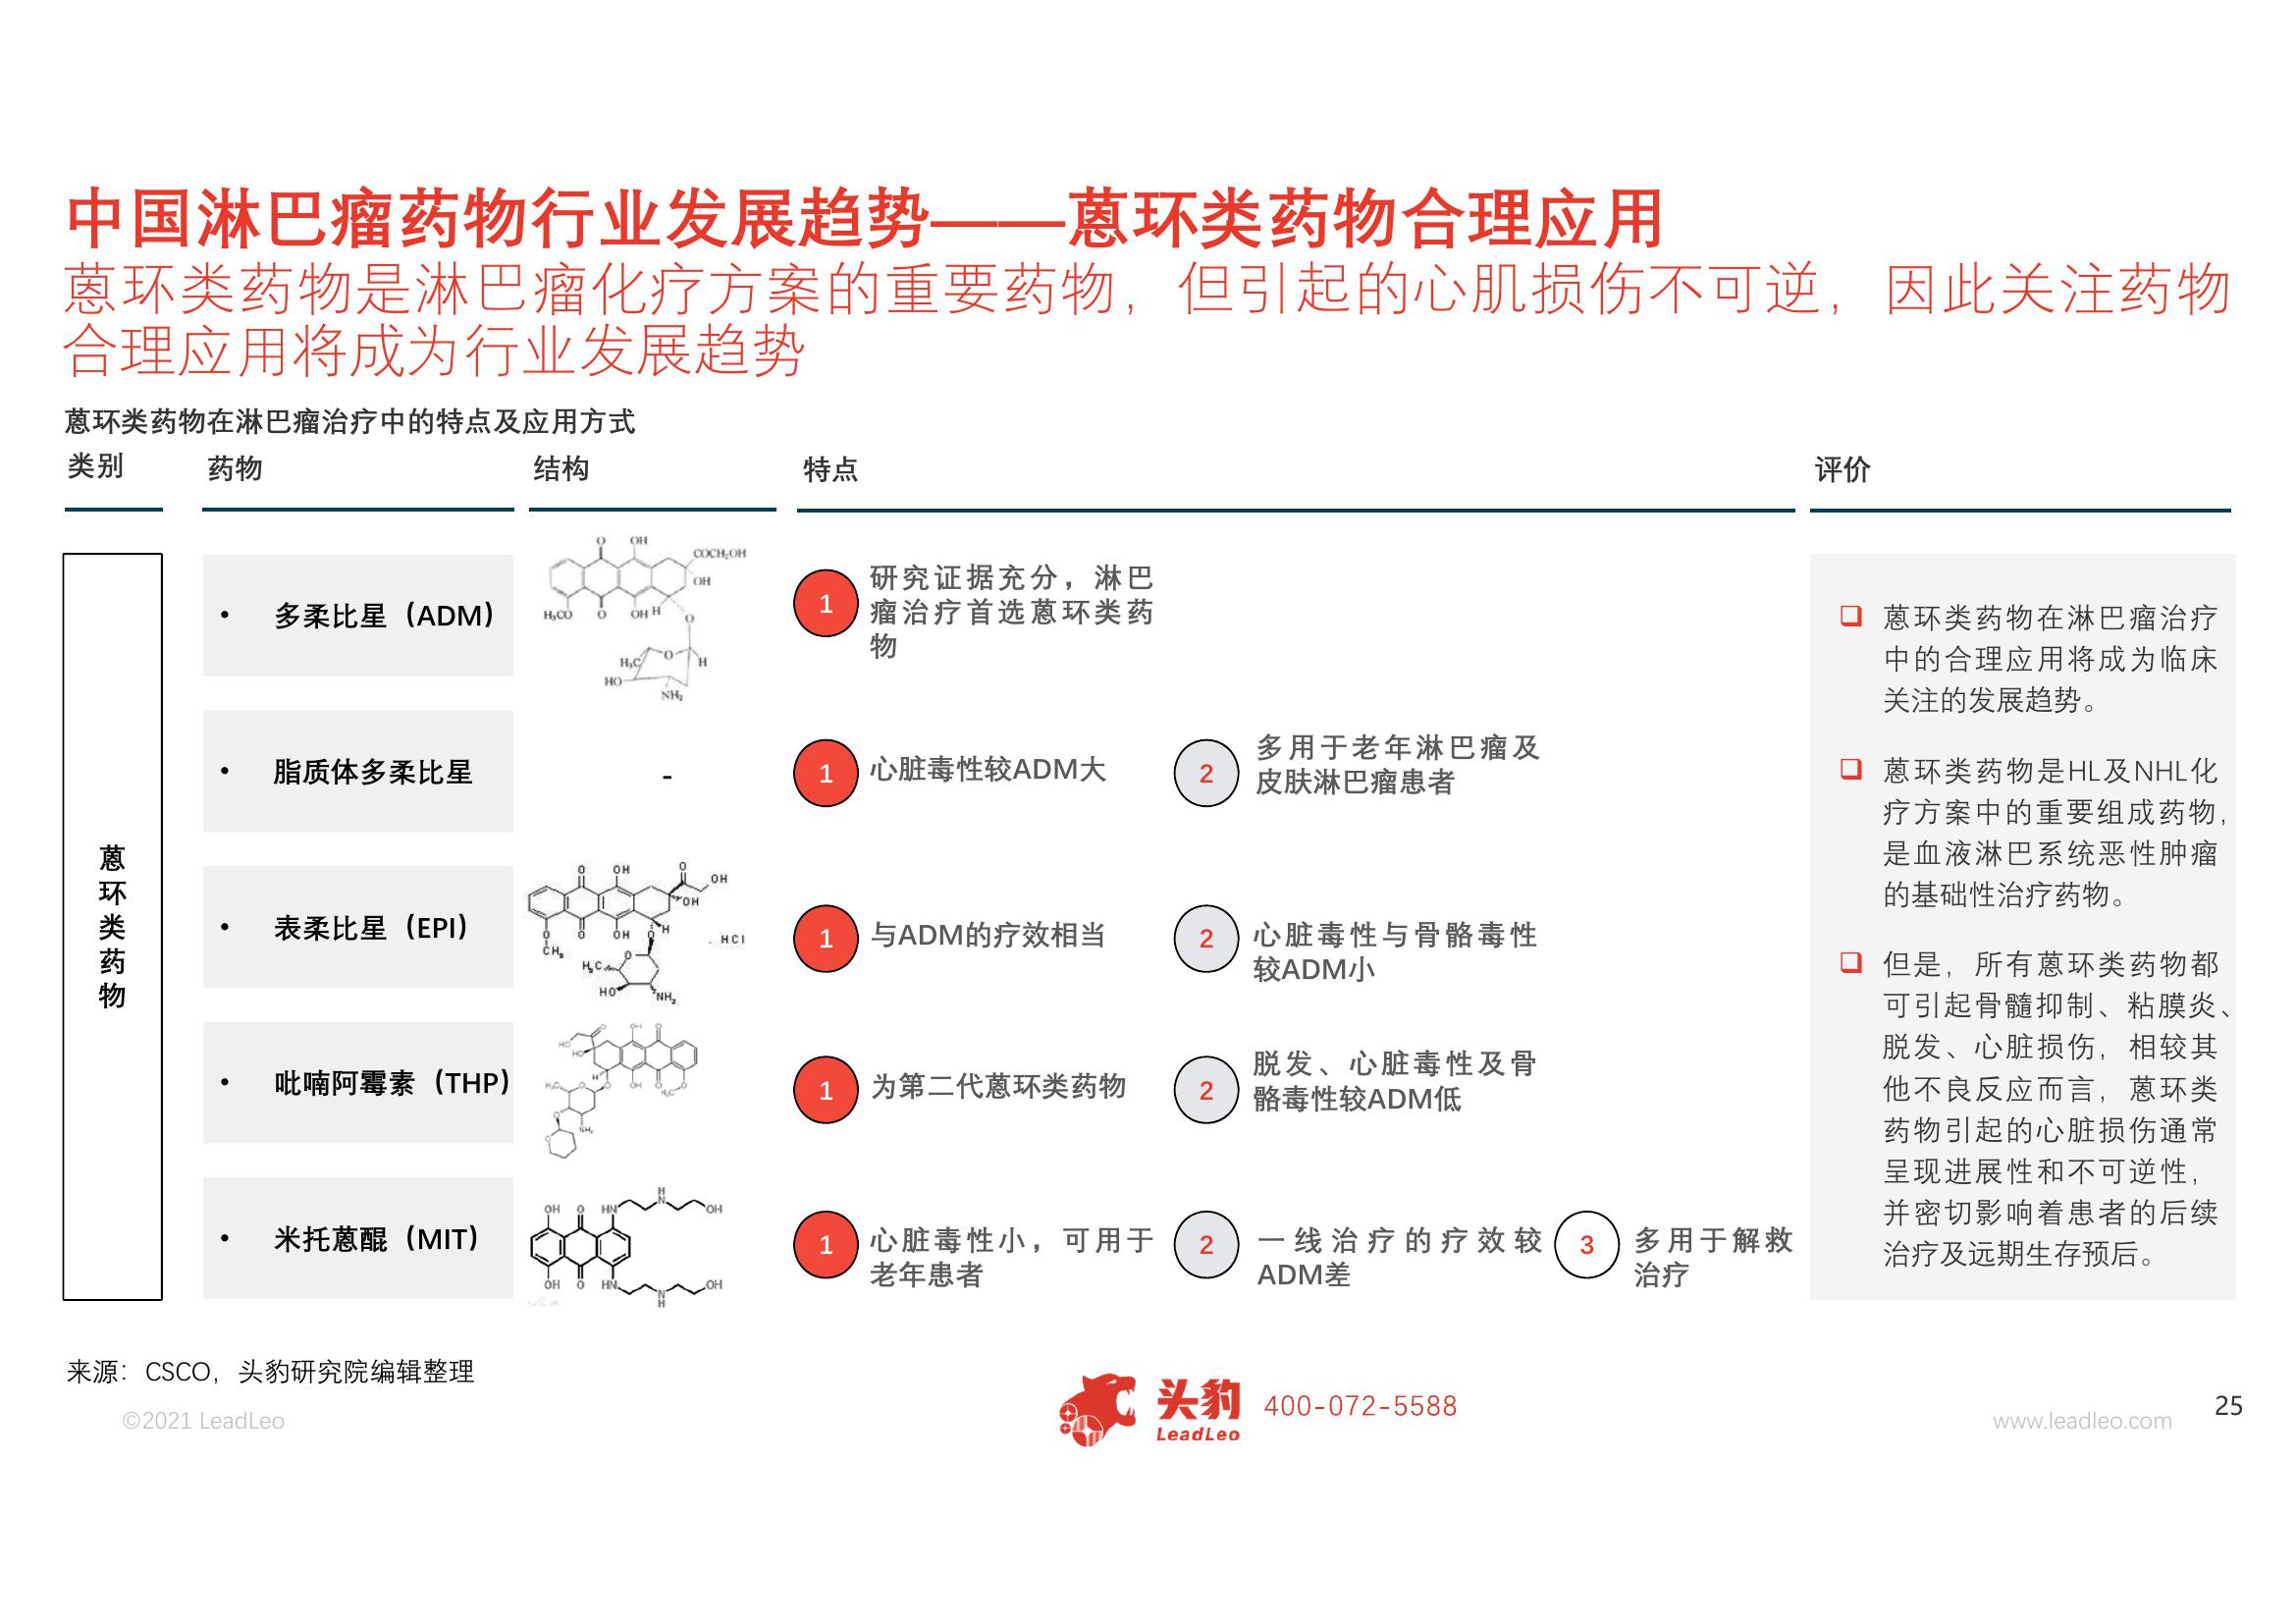 中国淋巴瘤药物行业发展趋势——蒽环类药物合理应用
蒽环类药物是淋巴瘤化疗方案的重要药物，但引起的心肌损伤不可逆，因此关注药物
合理应用将成为行业发展趋势
蒽环类药物在淋巴瘤治疗中的特点及应用方式
类别
药物
结构
特点
评价
蒽
环
类
药
物
• 多柔比星（ADM）
O
OH
COCH₂OH
OH
H₃CO
O
OH
H
O
H₃C
O
H
HO
NH₂
1
研究证据充分，淋巴
瘤治疗首选蒽环类药
物
• 脂质体多柔比星
-
1
心脏毒性较ADM大
2
多用于老年淋巴瘤及
皮肤淋巴瘤患者
• 表柔比星（EPI）
O
OH
O
OH
OH
O
O
OH
H
O
CH₃
. HCl
H₃C
O
HO
NH₂
1
与ADM的疗效相当
2
心脏毒性与骨骼毒性
较ADM小
• 吡喃阿霉素（THP）
O
OH
O
HO
HO
H
O
OH
O
O
H₃C
H₃C
O
O
NH₂
O
1
为第二代蒽环类药物
2
脱发、心脏毒性及骨
骼毒性较ADM低
• 米托蒽醌（MIT）
H
N
OH
O
HN
OH
OH
O
HN
OH
N
H
1
心脏毒性小，可用于
老年患者
2
一线治疗的疗效较
ADM差
3
多用于解救
治疗
❑ 蒽环类药物在淋巴瘤治疗
中的合理应用将成为临床
关注的发展趋势。
❑ 蒽环类药物是HL及NHL化
疗方案中的重要组成药物，
是血液淋巴系统恶性肿瘤
的基础性治疗药物。
❑ 但是，所有蒽环类药物都
可引起骨髓抑制、粘膜炎、
脱发、心脏损伤，相较其
他不良反应而言，蒽环类
药物引起的心脏损伤通常
呈现进展性和不可逆性，
并密切影响着患者的后续
治疗及远期生存预后。
来源：CSCO，头豹研究院编辑整理
©2021 LeadLeo
头豹
LeadLeo
400-072-5588
www.leadleo.com
25